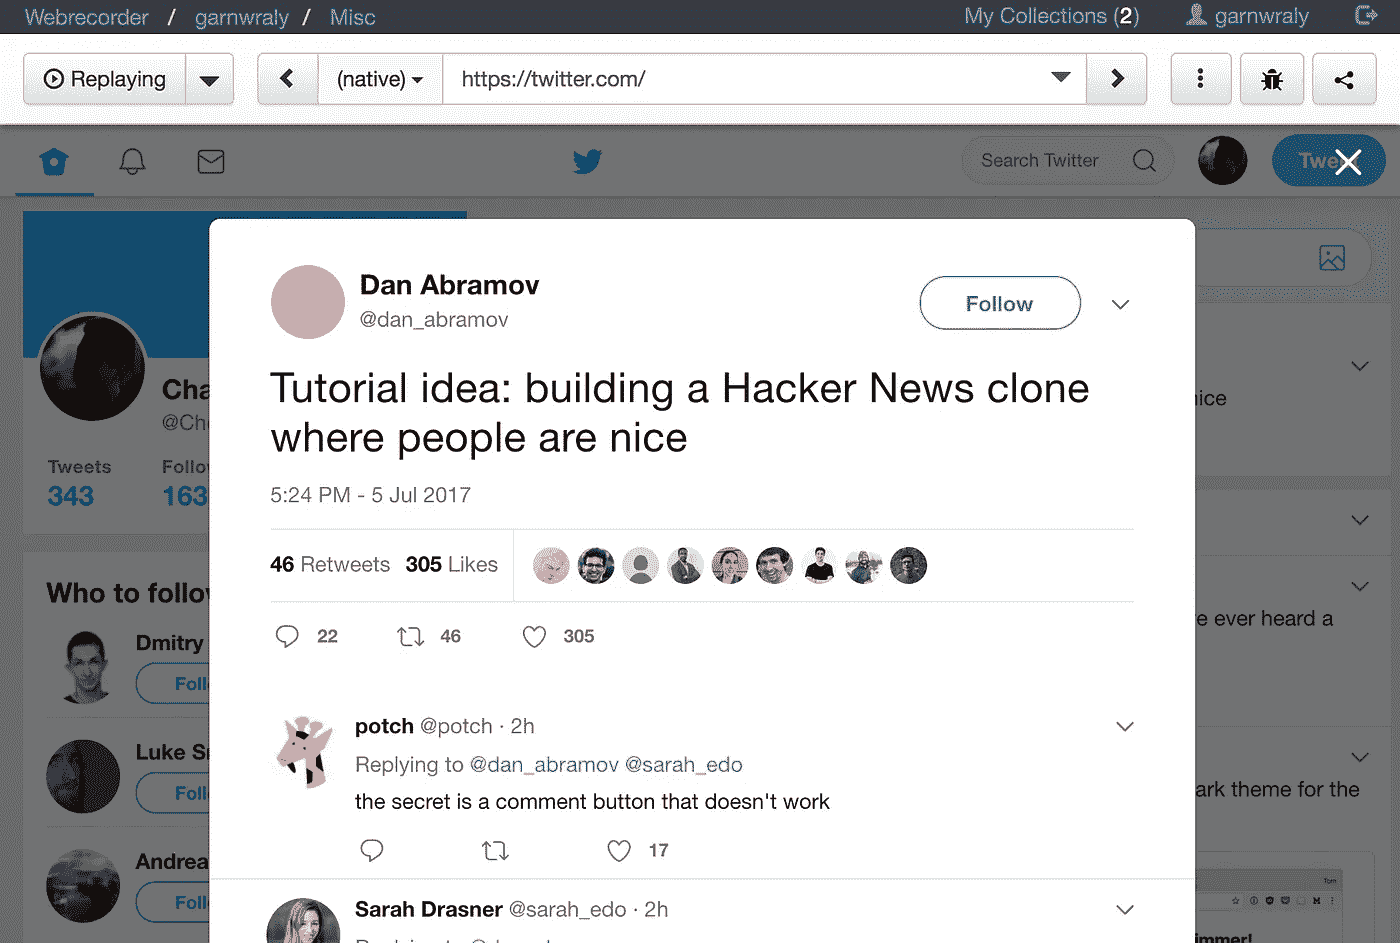 Webrecorder / garnwraly / Misc My Collections (2) garnwraly
Replaying (native) https://twitter.com/
Search Twitter Twe
Dan Abramov
@dan_abramov
Follow
Tutorial idea: building a Hacker News clone
where people are nice
5:24 PM - 5 Jul 2017
46 Retweets 305 Likes
22 46 305
potch @potch · 2h
Replying to @dan_abramov @sarah_edo
the secret is a comment button that doesn't work
17
Sarah Drasner @sarah_edo · 2h
Cha
@Ch
Tweets Follo
343 163
Who to follo
Dmitry
Foll
Luke S
Foll
Andrea
Foll
ice
e ever heard a
ark theme for the
Tom
immer!